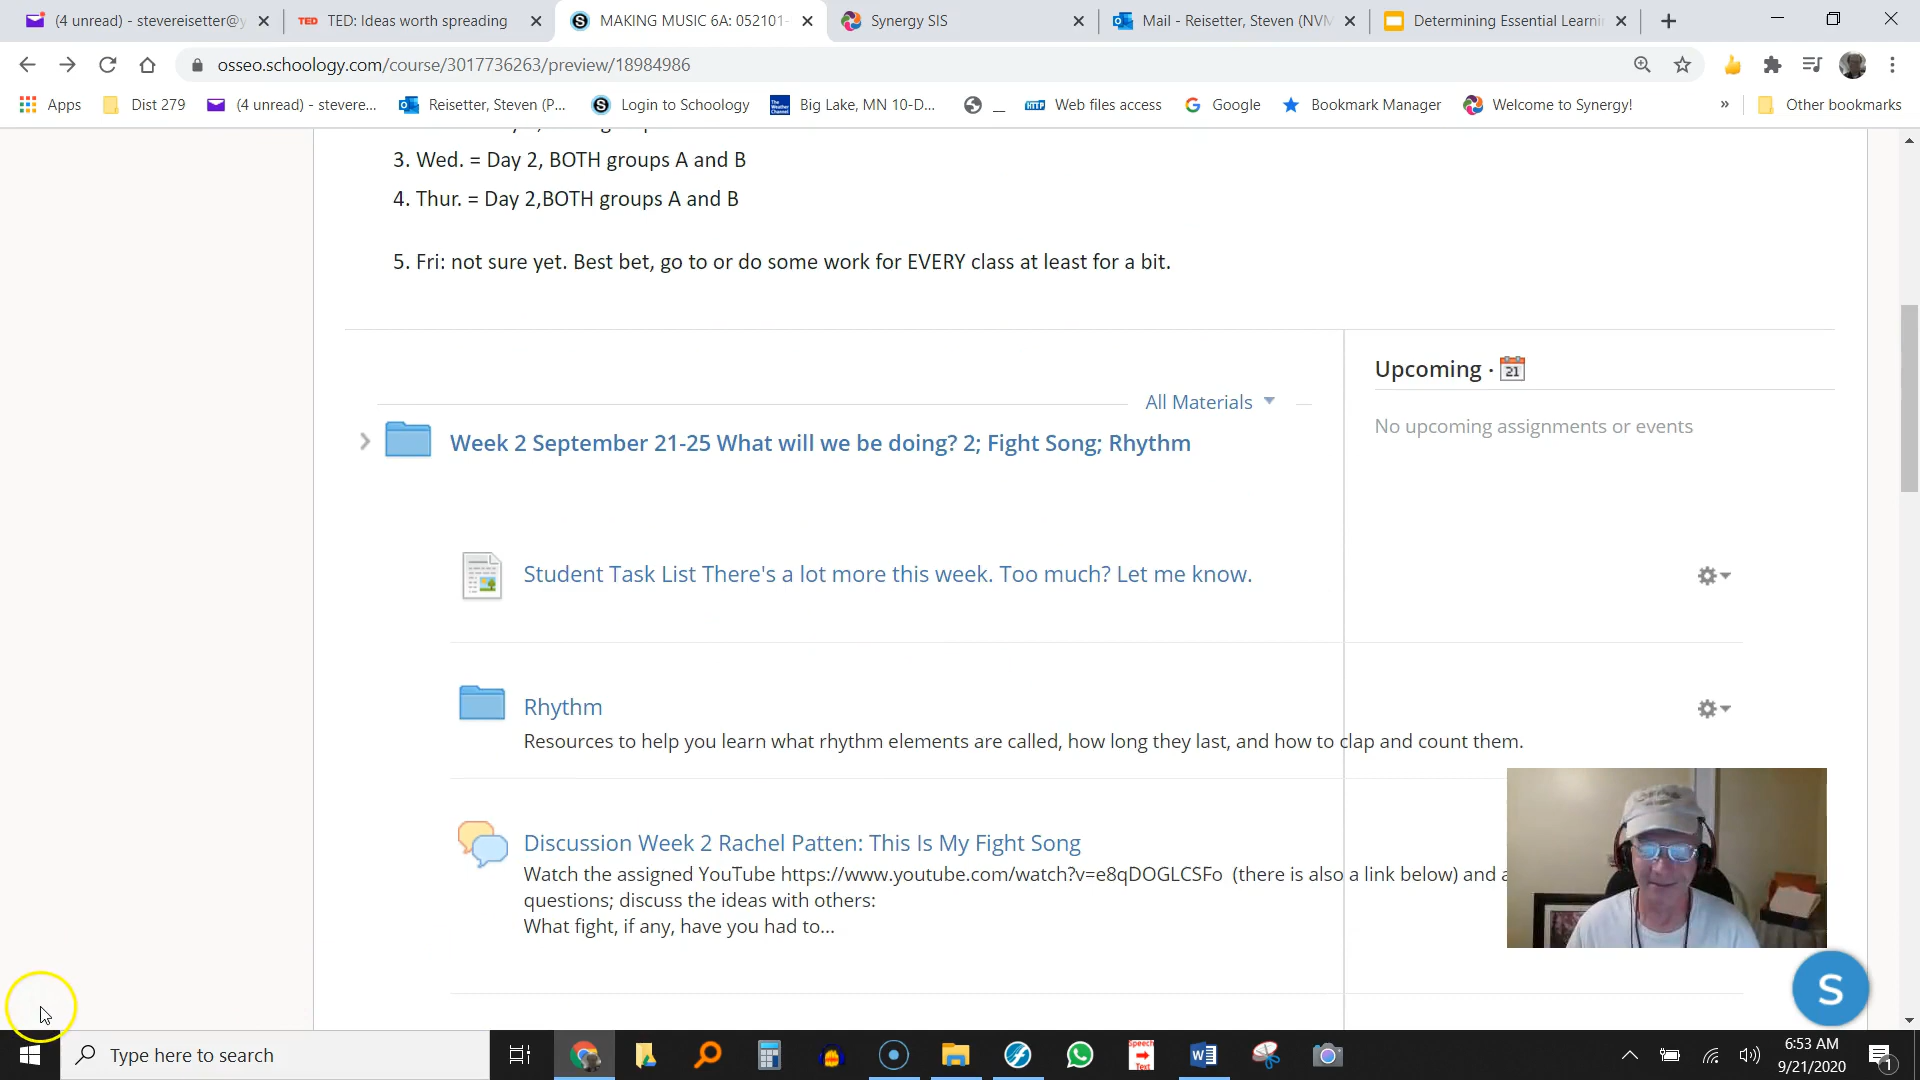 (4 unread) - stevereisetter@y
TED TED: Ideas worth spreading
S MAKING MUSIC 6A: 052101-
Synergy SIS
Mail - Reisetter, Steven (NVM
Determining Essential Learni
osseo.schoology.com/course/3017736263/preview/18984986
Apps
Dist 279
(4 unread) - stevere...
Reisetter, Steven (P...
S Login to Schoology
Big Lake, MN 10-D...
_
HTTP Web files access
Google
Bookmark Manager
Welcome to Synergy!
»
Other bookmarks
3. Wed. = Day 2, BOTH groups A and B
4. Thur. = Day 2,BOTH groups A and B
5. Fri: not sure yet. Best bet, go to or do some work for EVERY class at least for a bit.
All Materials
Upcoming · 21
No upcoming assignments or events
Week 2 September 21-25 What will we be doing? 2; Fight Song; Rhythm
Student Task List There's a lot more this week. Too much? Let me know.
Rhythm
Resources to help you learn what rhythm elements are called, how long they last, and how to clap and count them.
Discussion Week 2 Rachel Patten: This Is My Fight Song
Watch the assigned YouTube https://www.youtube.com/watch?v=e8qDOGLCSFo (there is also a link below) and a
questions; discuss the ideas with others:
What fight, if any, have you had to...
S
Type here to search
Speech
Text
6:53 AM
9/21/2020
1